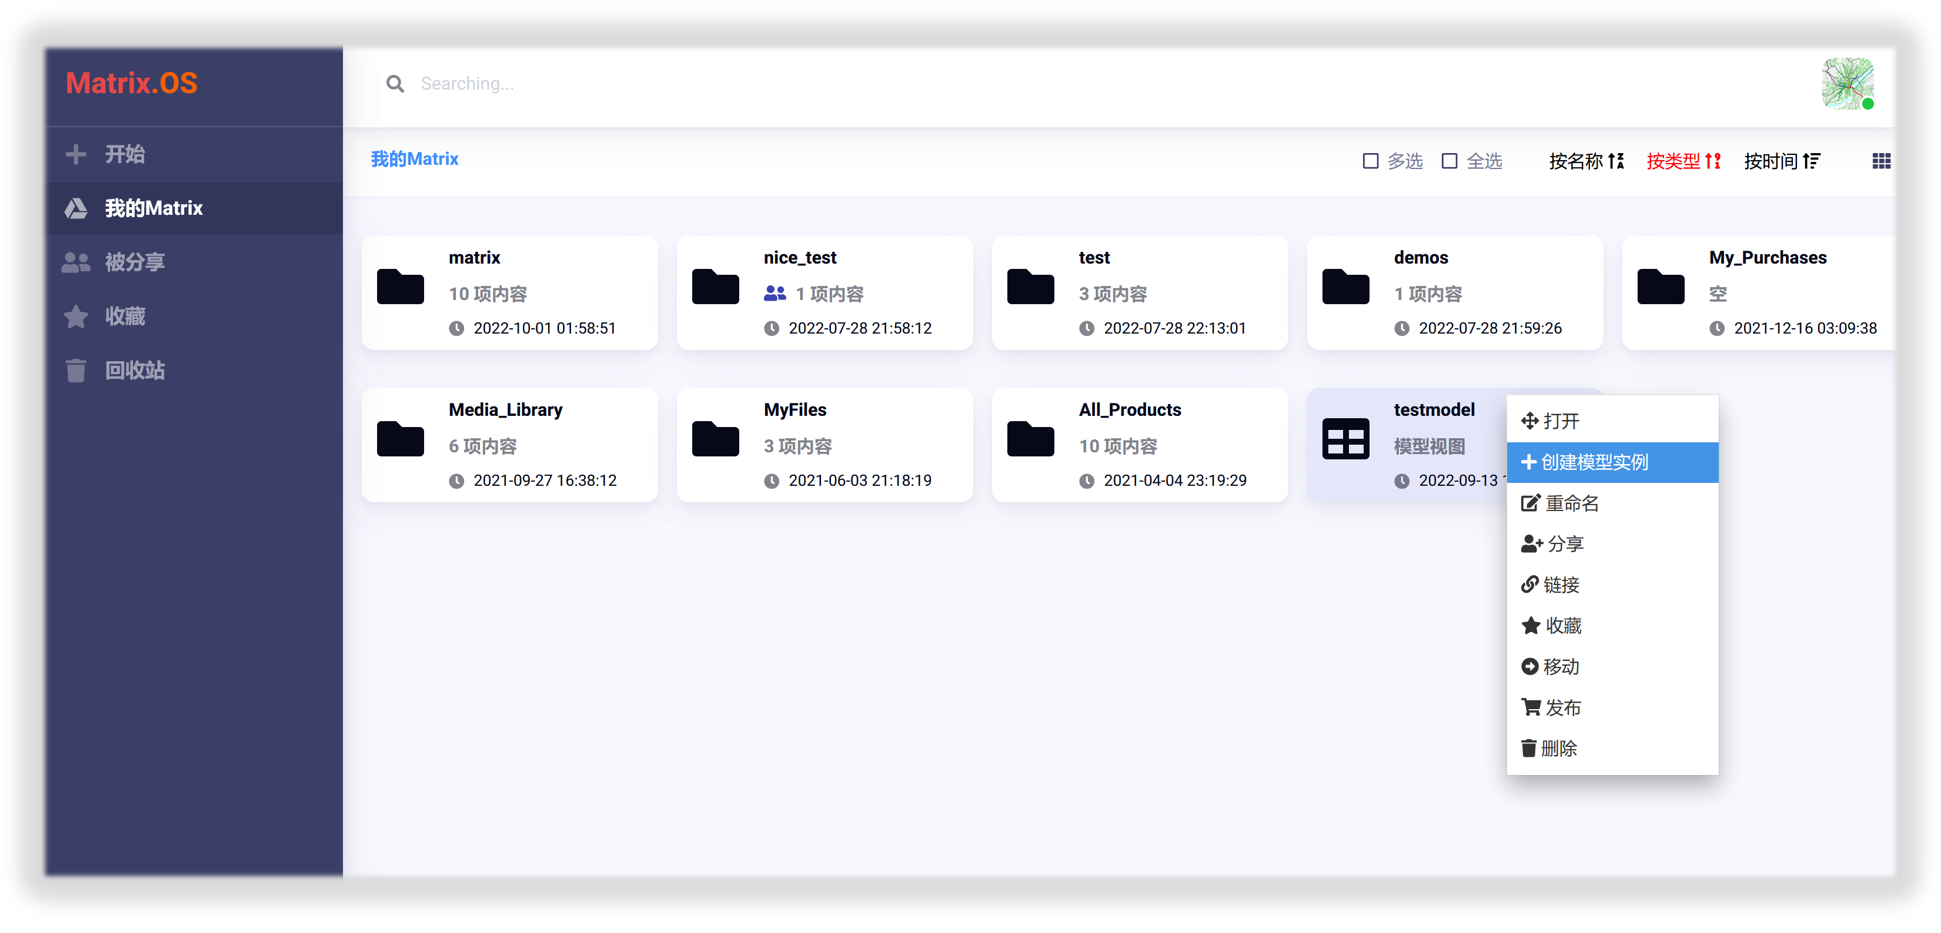 Matrix.OS
Searching...
开始
我的Matrix
被分享
收藏
回收站
我的Matrix
多选
全选
按名称
按类型
按时间
matrix
10 项内容
2022-10-01 01:58:51
nice_test
1 项内容
2022-07-28 21:58:12
test
3 项内容
2022-07-28 22:13:01
demos
1 项内容
2022-07-28 21:59:26
My_Purchases
空
2021-12-16 03:09:38
Media_Library
6 项内容
2021-09-27 16:38:12
MyFiles
3 项内容
2021-06-03 21:18:19
All_Products
10 项内容
2021-04-04 23:19:29
testmodel
模型视图
2022-09-13
打开
创建模型实例
重命名
分享
链接
收藏
移动
发布
删除